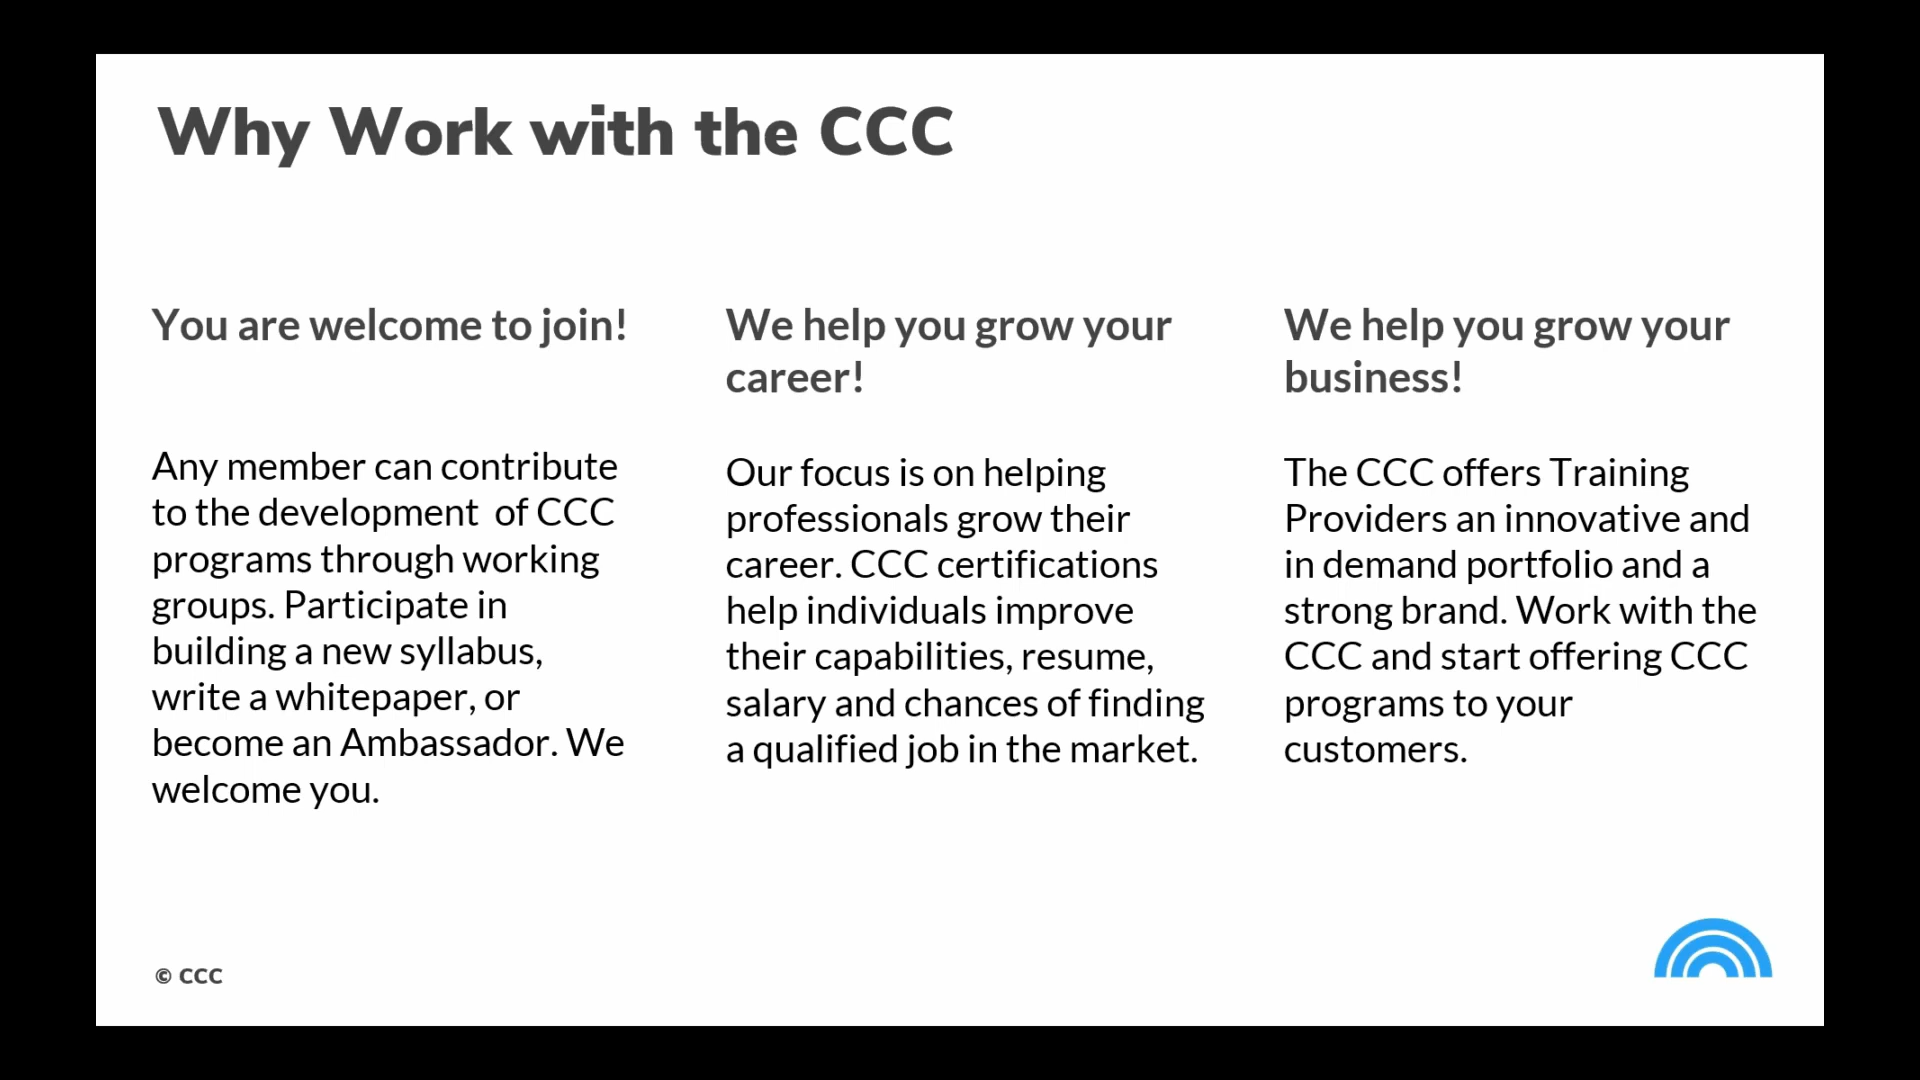 Why Work with the CCC
You are welcome to join!
Any member can contribute
to the development  of CCC
programs through working
groups. Participate in
building a new syllabus,
write a whitepaper, or
become an Ambassador. We
welcome you.
We help you grow your
career!
Our focus is on helping
professionals grow their
career. CCC certifications
help individuals improve
their capabilities, resume,
salary and chances of finding
a qualified job in the market.
We help you grow your
business!
The CCC offers Training
Providers an innovative and
in demand portfolio and a
strong brand. Work with the
CCC and start offering CCC
programs to your
customers.
© CCC